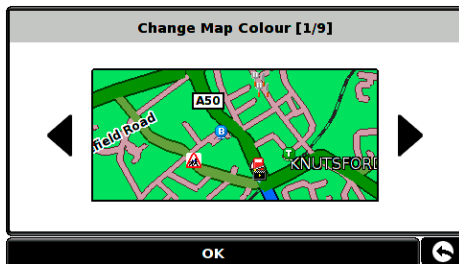 Change Map Colour [1/9]
A50
field Road
B
T
KNUTSFORD
OK